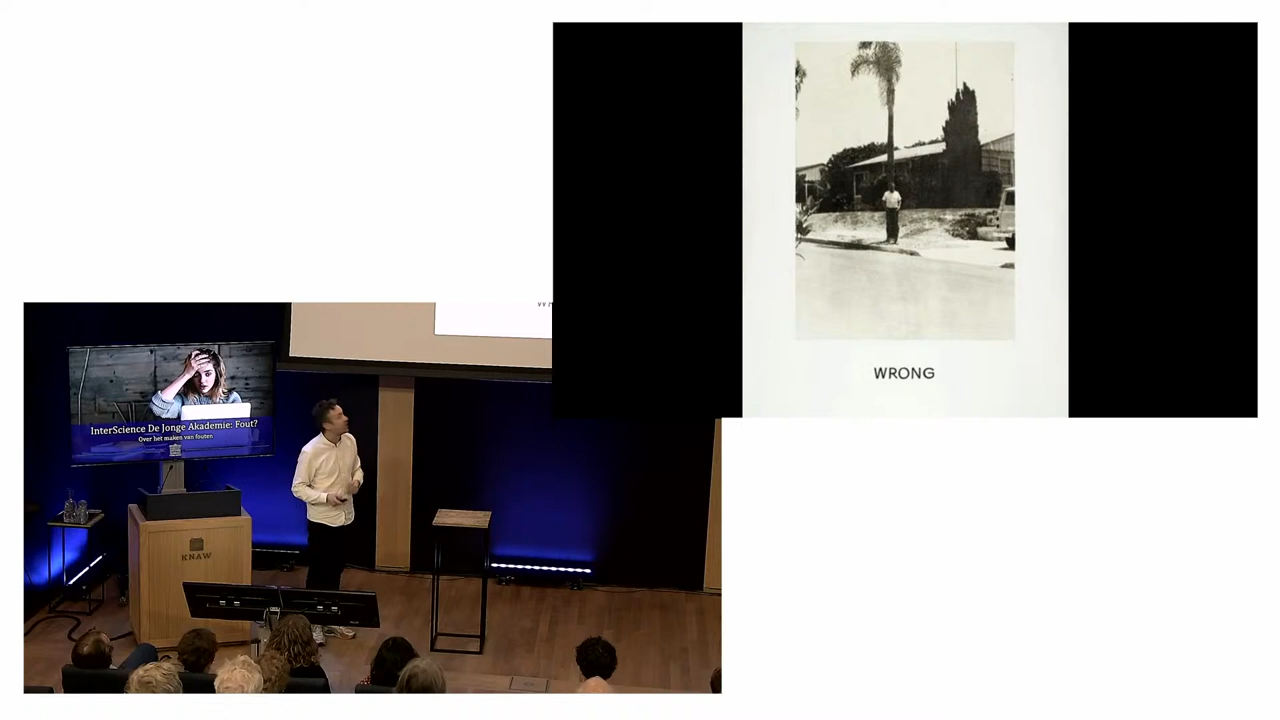 WRONG
InterScience De Jonge Akademie: Fout?
Over het maken van fouten
KNAW